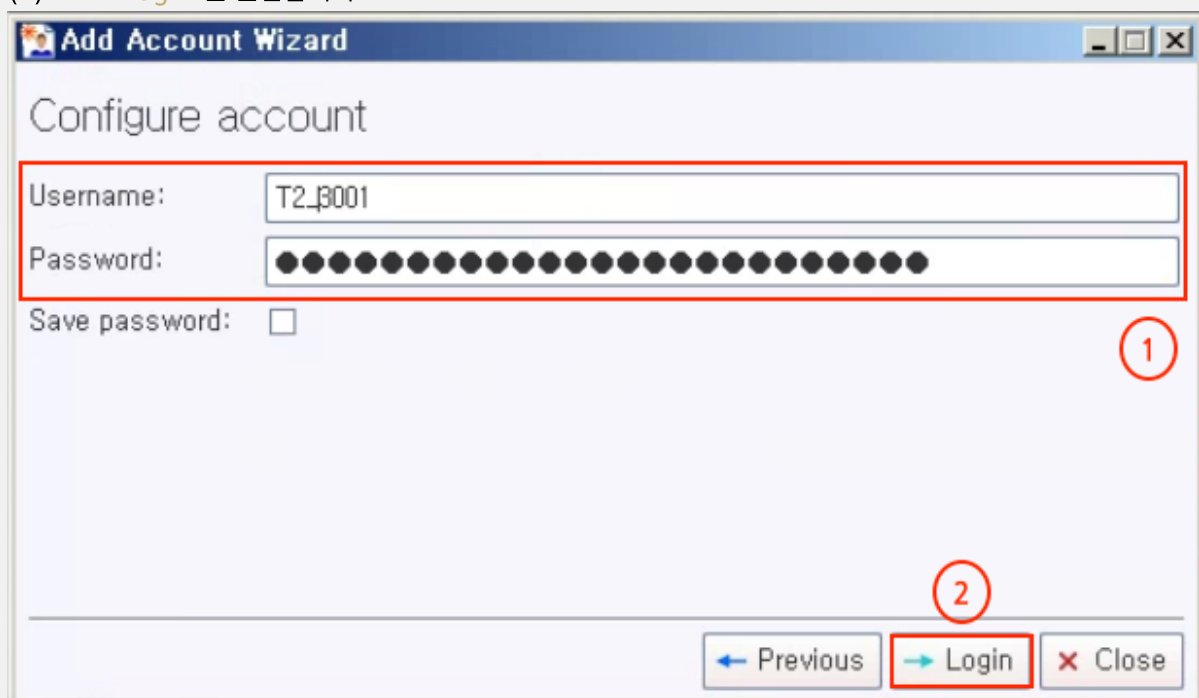 Add Account Wizard
Configure account
Username: T2_B001
Password: ●●●●●●●●●●●●●●●●●●●●●●●●●
Save password:
1
2
Previous Login Close